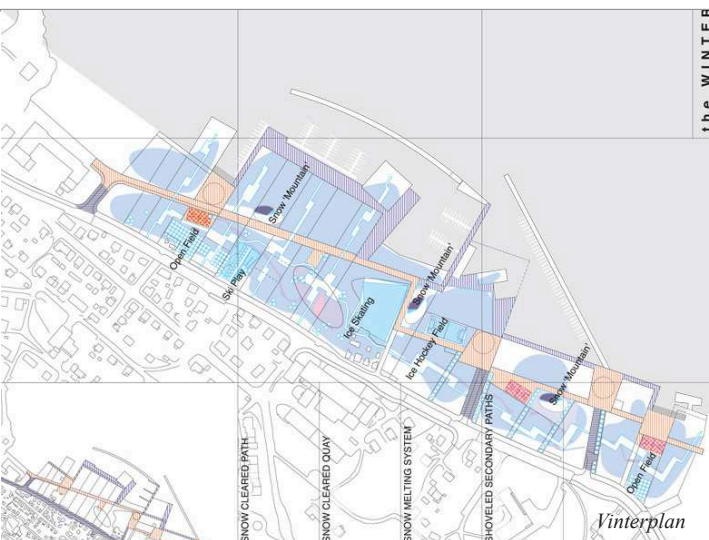 the WINTER
Snow 'Mountain'
Open Field
Ski Play
Snow 'Mountain'
Ice Skating
Ice Hockey Field
Snow 'Mountain'
Open Field
SNOW CLEARED PATH
SNOW CLEARED QUAY
SNOW MELTING SYSTEM
SHOVELED SECONDARY PATHS
Vinterplan